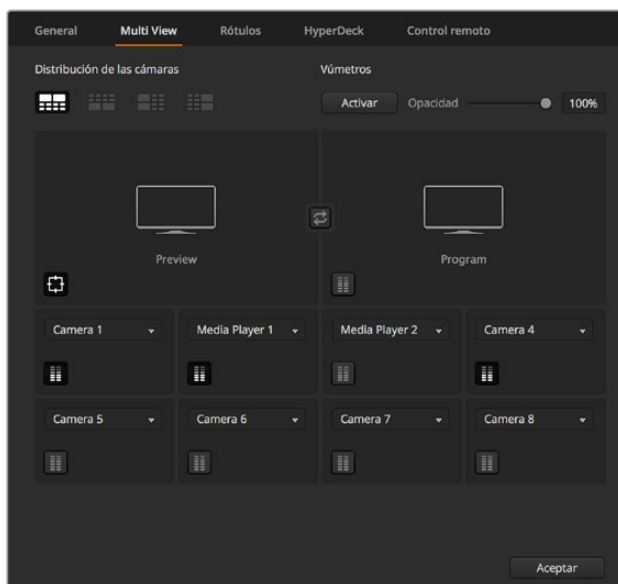 General Multi View Rótulos HyperDeck Control remoto
Distribución de las cámaras Vúmetros
Activar Opacidad 100%
Preview Program
Camera 1 Media Player 1 Media Player 2 Camera 4
Camera 5 Camera 6 Camera 7 Camera 8
Aceptar